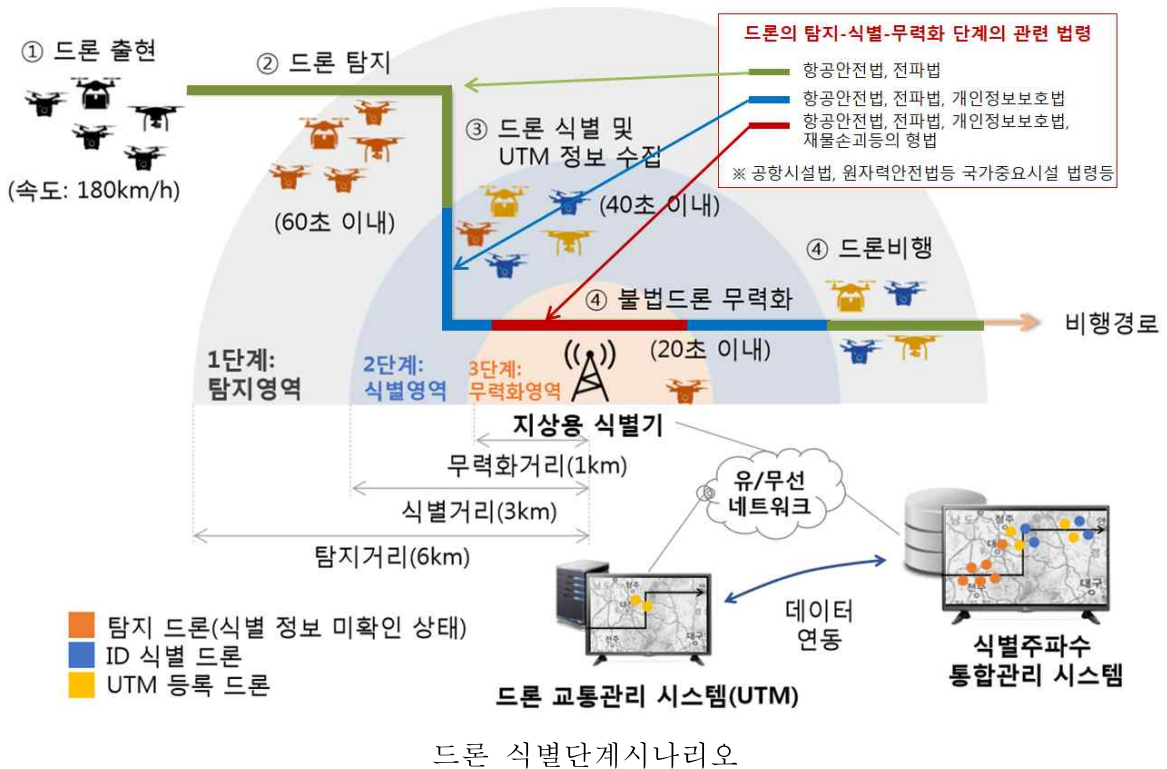 드론의 탐지-식별-무력화 단계의 관련 법령
항공안전법, 전파법
항공안전법, 전파법, 개인정보보호법
항공안전법, 전파법, 개인정보보호법,
재물손괴등의 형법
※ 공항시설법, 원자력안전법등 국가중요시설 법령등
① 드론 출현
(속도: 180km/h)
② 드론 탐지
(60초 이내)
③ 드론 식별 및
UTM 정보 수집
(40초 이내)
④ 드론비행
④ 불법드론 무력화
(20초 이내)
비행경로
1단계:
탐지영역
2단계:
식별영역
3단계:
무력화영역
지상용 식별기
무력화거리(1km)
식별거리(3km)
탐지거리(6km)
유/무선
네트워크
데이터
연동
탐지 드론(식별 정보 미확인 상태)
ID 식별 드론
UTM 등록 드론
드론 교통관리 시스템(UTM)
식별주파수
통합관리 시스템
청주
대구
전주
대구
드론 식별단계시나리오